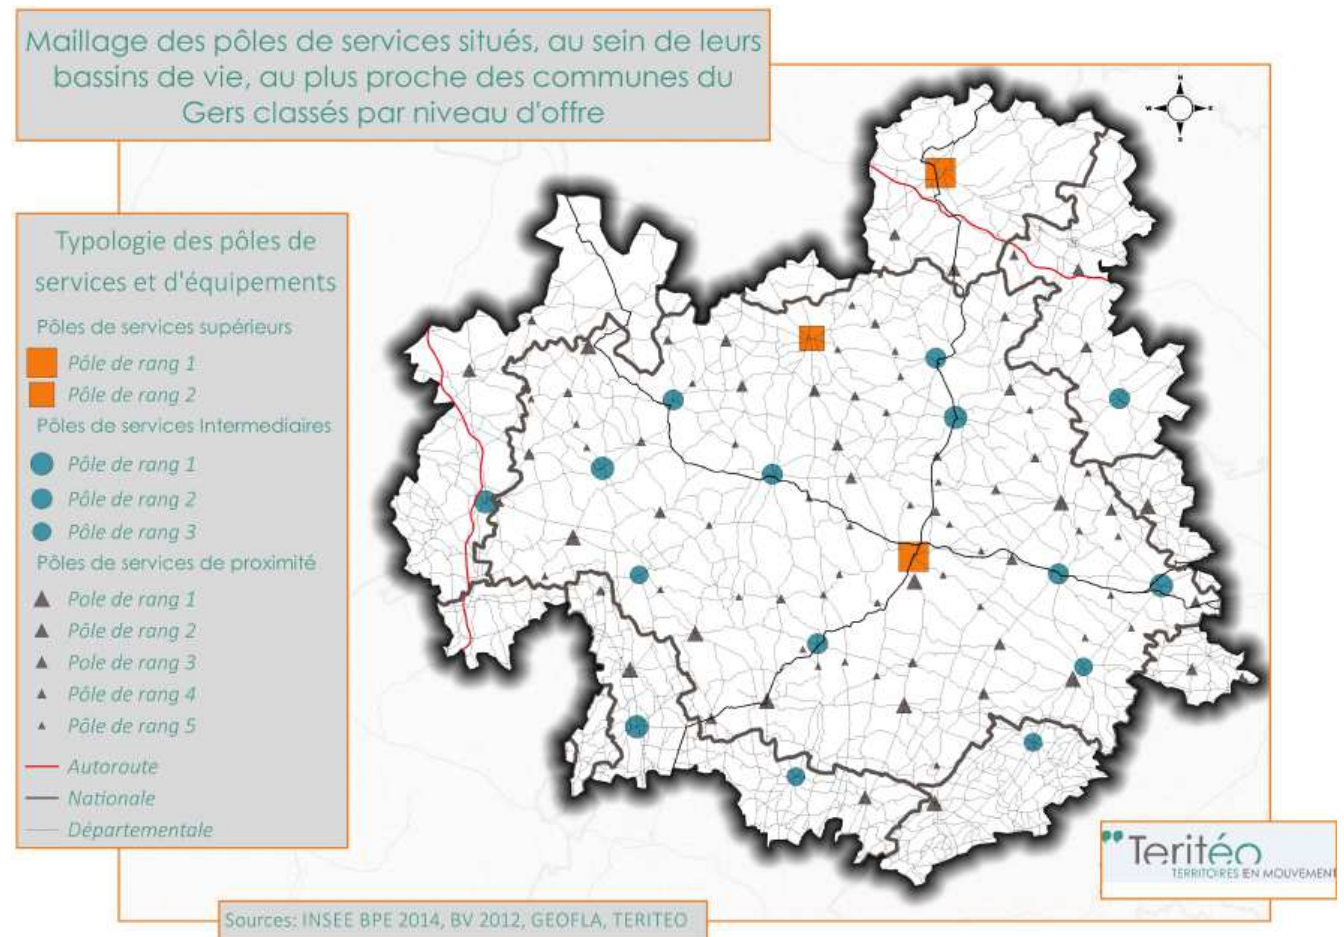 Maillage des pôles de services situés, au sein de leurs
bassins de vie, au plus proche des communes du
Gers classés par niveau d'offre
N
W E
S
Typologie des pôles de
services et d'équipements
Pôles de services supérieurs
Pôle de rang 1
Pôle de rang 2
Pôles de services Intermediaires
Pôle de rang 1
Pôle de rang 2
Pôle de rang 3
Pôles de services de proximité
Pole de rang 1
Pôle de rang 2
Pole de rang 3
Pôle de rang 4
Pôle de rang 5
Autoroute
Nationale
Départementale
Teritéo
TERRITOIRES EN MOUVEMENT
Sources: INSEE BPE 2014, BV 2012, GEOFLA, TERITEO